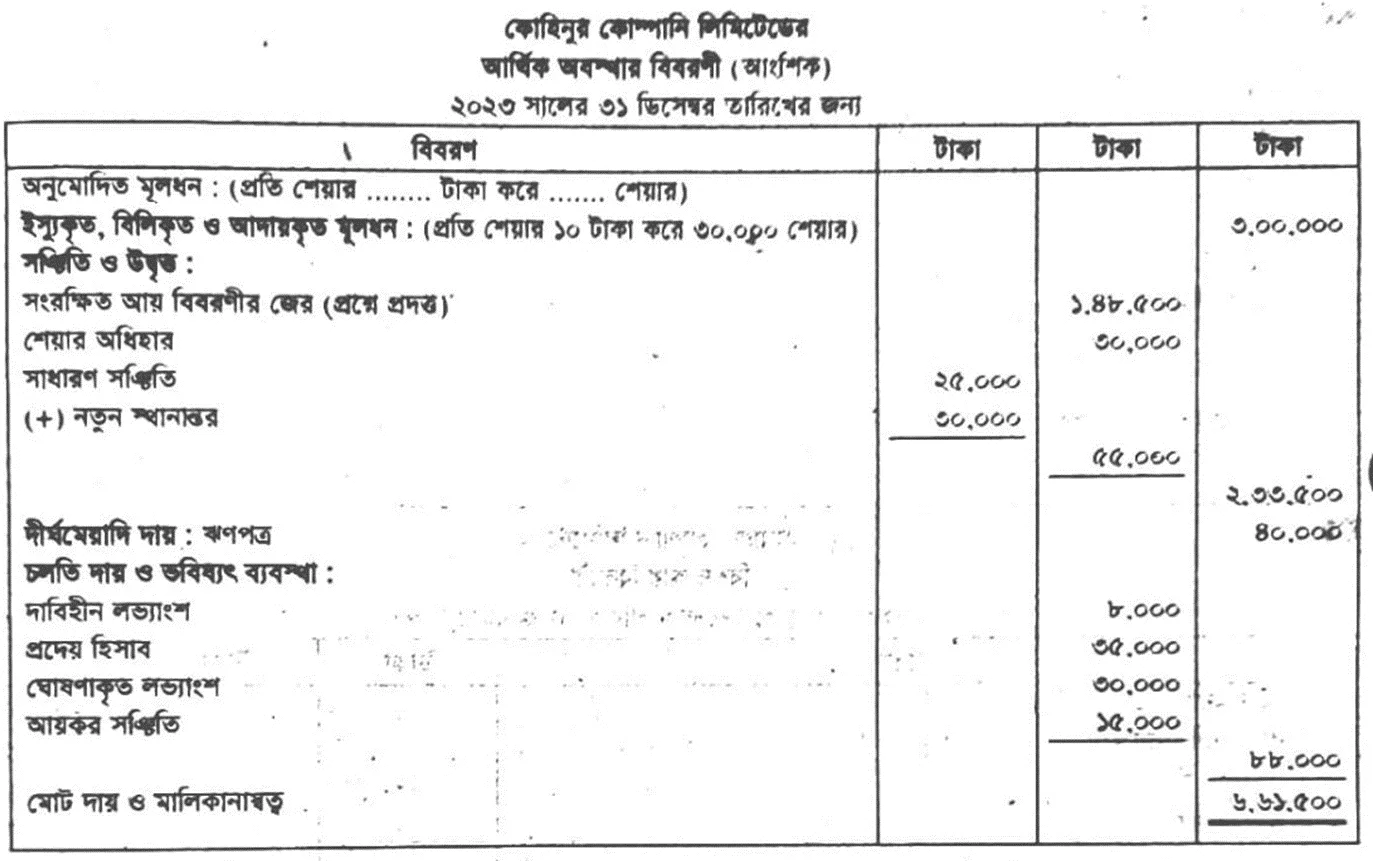 কোহিনুর কোম্পানি লিমিটেডের
আর্থিক অবস্থার বিবরণী (আংশিক)
২০২৩ সালের ৩১ ডিসেম্বর তারিখের জন্য
বিবরণ টাকা টাকা টাকা
অনুমোদিত মূলধন : (প্রতি শেয়ার ........ টাকা করে ....... শেয়ার)
ইস্যুকৃত, বিলিকৃত ও আদায়কৃত মূলধন : (প্রতি শেয়ার ১০ টাকা করে ৩০,০০০ শেয়ার) ৩,০০,০০০
সঞ্চিতি ও উদ্বৃত্ত :
সংরক্ষিত আয় বিবরণীর জের (প্রশ্নে প্রদত্ত) ১,৪৮,৫০০
শেয়ার অধিহার ৩০,০০০
সাধারণ সঞ্চিতি ২৫,০০০
(+) নতুন স্থানান্তর ৩০,০০০
৫৫,০০০
২,৩৩,৫০০
দীর্ঘমেয়াদি দায় : ঋণপত্র ৪০,০০০
চলতি দায় ও ভবিষ্যৎ ব্যবস্থা :
দাবিহীন লভ্যাংশ ৮,০০০
প্রদেয় হিসাব ৩৫,০০০
ঘোষণাকৃত লভ্যাংশ ৩০,০০০
আয়কর সঞ্চিতি ১৫,০০০
৮৮,০০০
মোট দায় ও মালিকানাস্বত্ব ৬,৬১,৫০০